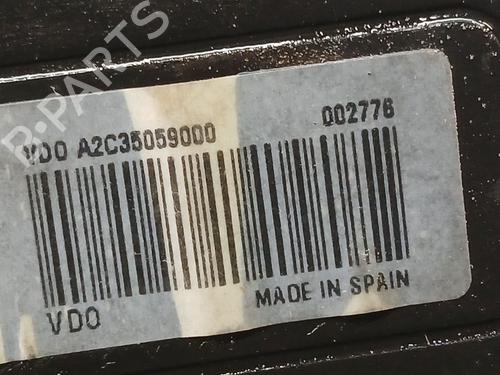 B-PARTS
VDO A2C35059000
002776
VDO
MADE IN SPAIN